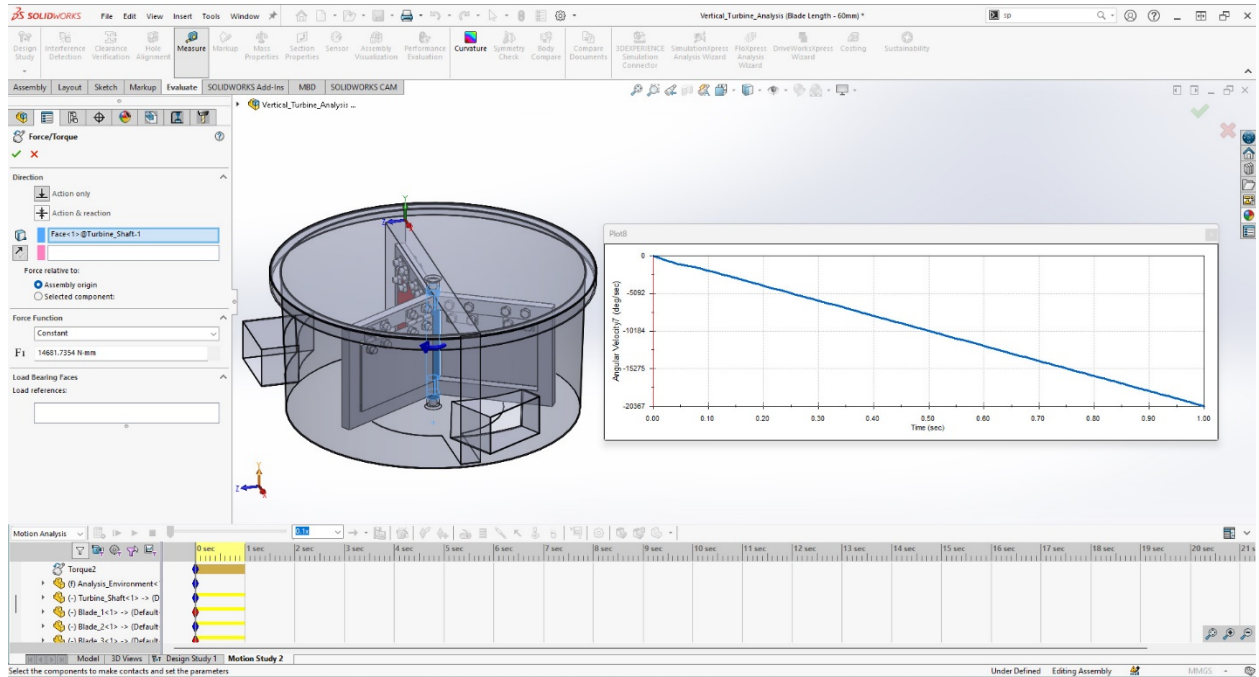 SOLIDWORKS File Edit View Insert Tools Window
Vertical_Turbine_Analysis (Blade Length - 60mm) *
sp
Design Study
Interference Detection
Clearance Verification
Hole Alignment
Measure
Markup
Mass Properties
Section Properties
Sensor
Assembly Visualization
Performance Evaluation
Curvature
Symmetry Check
Body Compare
Compare Documents
3DEXPERIENCE Simulation Connector
SimulationXpress Analysis Wizard
FloXpress Analysis Wizard
DriveWorksXpress Wizard
Costing
Sustainability
Assembly Layout Sketch Markup Evaluate SOLIDWORKS Add-Ins MBD SOLIDWORKS CAM
Vertical_Turbine_Analysis ...
Force/Torque
Direction
Action only
Action & reaction
Face<1>@Turbine_Shaft-1
Force relative to:
Assembly origin
Selected component:
Force Function
Constant
F1 14681.7354 N-mm
Load Bearing Faces
Load references:
Y
Z
Plot8
Angular Velocity7 (deg/sec)
0
-5092
-10184
-15275
-20367
0.00 0.10 0.20 0.30 0.40 0.50 0.60 0.70 0.80 0.90 1.00
Time (sec)
Y
Z
X
Motion Analysis
0.1x
0 sec 1 sec 2 sec 3 sec 4 sec 5 sec 6 sec 7 sec 8 sec 9 sec 10 sec 11 sec 12 sec 13 sec 14 sec 15 sec 16 sec 17 sec 18 sec 19 sec 20 sec 21 s
Torque2
(f) Analysis_Environment<
(-) Turbine_Shaft<1> -> (D
(-) Blade_1<1> -> (Default
(-) Blade_2<1> -> (Default
(-) Blade_3<1> -> (Default
Model 3D Views Design Study 1 Motion Study 2
Select the components to make contacts and set the parameters
Under Defined Editing Assembly MMGS